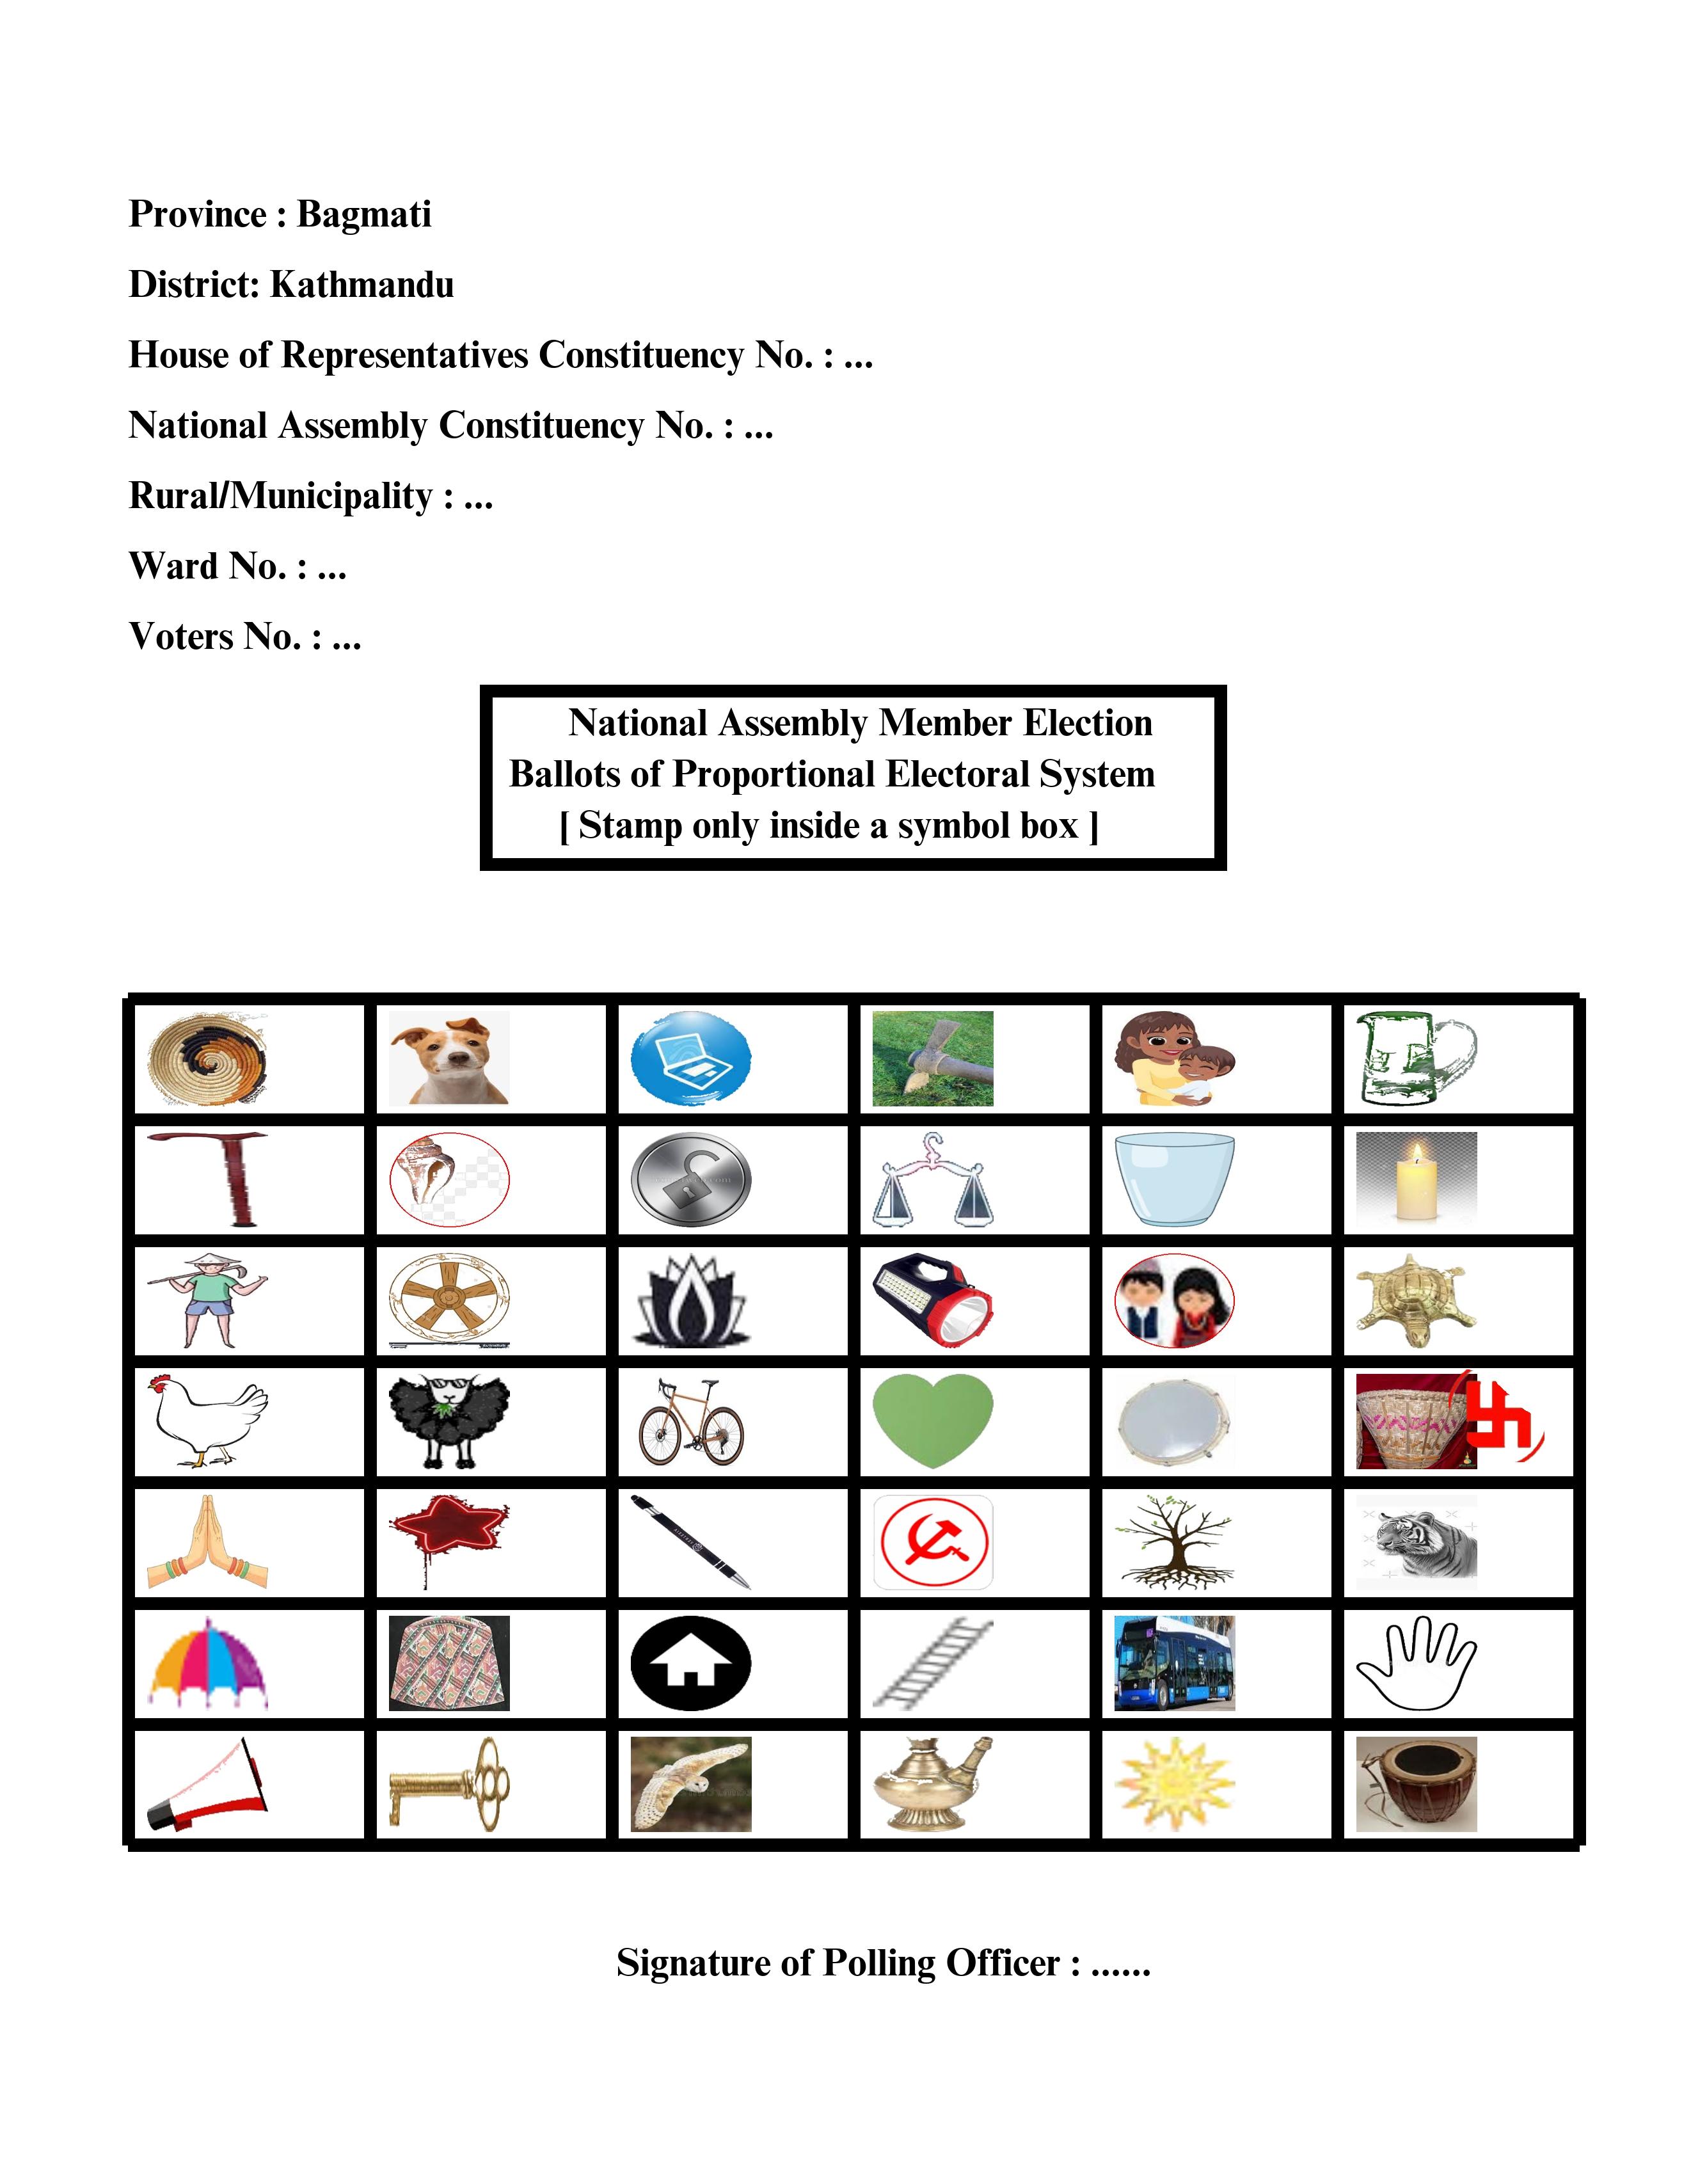 Province : Bagmati
District: Kathmandu
House of Representatives Constituency No. : ...
National Assembly Constituency No. : ...
Rural/Municipality : ...
Ward No. : ...
Voters No. : ...
National Assembly Member Election
Ballots of Proportional Electoral System
[ Stamp only inside a symbol box ]
Signature of Polling Officer : ......